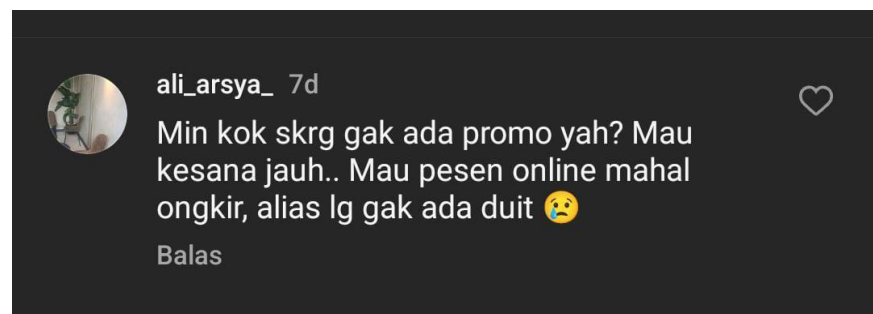 ali_arsya_ 7d
Min kok skrg gak ada promo yah? Mau
kesana jauh.. Mau pesen online mahal
ongkir, alias lg gak ada duit 😢
Balas